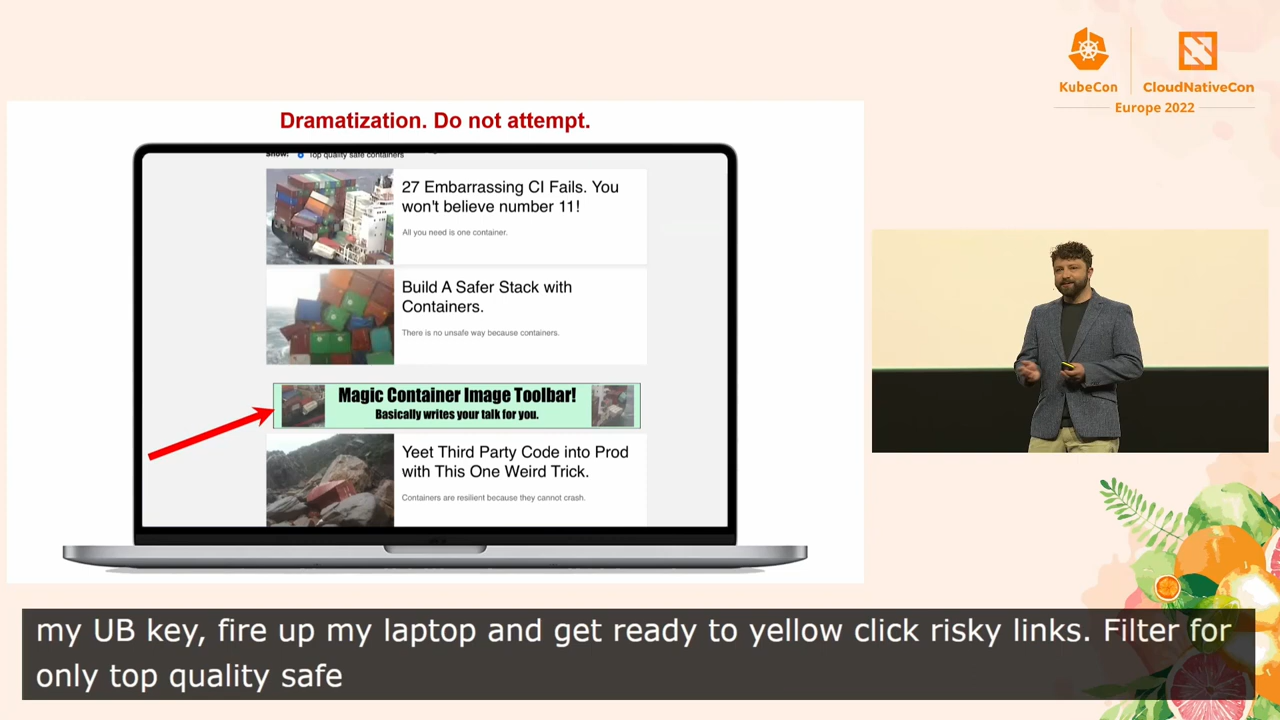 KubeCon
CloudNativeCon
Europe 2022
Dramatization. Do not attempt.
Show: Top quality safe containers
27 Embarrassing CI Fails. You
won't believe number 11!
All you need is one container.
Build A Safer Stack with
Containers.
There is no unsafe way because containers.
Magic Container Image Toolbar!
Basically writes your talk for you.
Yeet Third Party Code into Prod
with This One Weird Trick.
Containers are resilient because they cannot crash.
my UB key, fire up my laptop and get ready to yellow click risky links. Filter for
only top quality safe